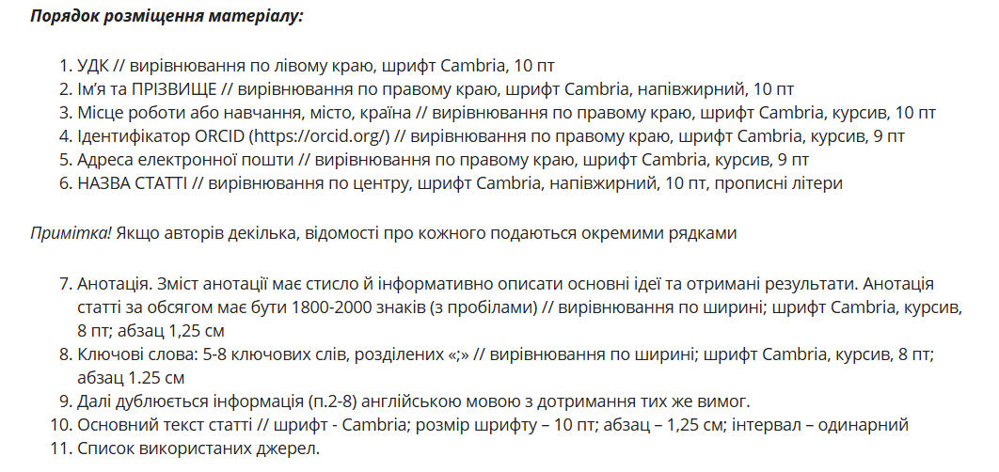 Порядок розміщення матеріалу:
1. УДК // вирівнювання по лівому краю, шрифт Cambria, 10 пт
2. Ім’я та ПРІЗВИЩЕ // вирівнювання по правому краю, шрифт Cambria, напівжирний, 10 пт
3. Місце роботи або навчання, місто, країна // вирівнювання по правому краю, шрифт Cambria, курсив, 10 пт
4. Ідентифікатор ORCID (https://orcid.org/) // вирівнювання по правому краю, шрифт Cambria, курсив, 9 пт
5. Адреса електронної пошти // вирівнювання по правому краю, шрифт Cambria, курсив, 9 пт
6. НАЗВА СТАТТІ // вирівнювання по центру, шрифт Cambria, напівжирний, 10 пт, прописні літери
Примітка! Якщо авторів декілька, відомості про кожного подаються окремими рядками
7. Анотація. Зміст анотації має стисло й інформативно описати основні ідеї та отримані результати. Анотація
статті за обсягом має бути 1800-2000 знаків (з пробілами) // вирівнювання по ширині; шрифт Cambria, курсив,
8 пт; абзац 1,25 см
8. Ключові слова: 5-8 ключових слів, розділених «;» // вирівнювання по ширині; шрифт Cambria, курсив, 8 пт;
абзац 1.25 см
9. Далі дублюється інформація (п.2-8) англійською мовою з дотримання тих же вимог.
10. Основний текст статті // шрифт - Cambria; розмір шрифту – 10 пт; абзац – 1,25 см; інтервал – одинарний
11. Список використаних джерел.